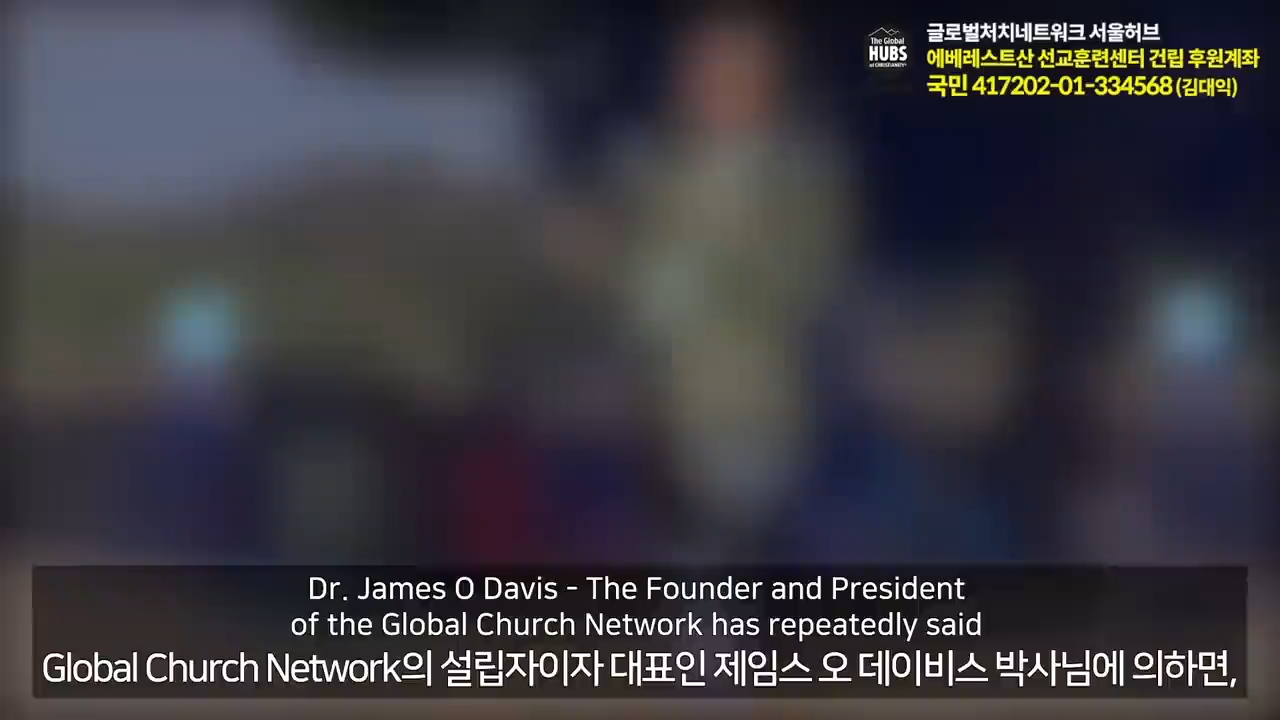 The Global
HUBS
of CHRISTIANITY
글로벌처치네트워크 서울허브
에베레스트산 선교훈련센터 건립 후원계좌
국민 417202-01-334568 (김대익)
Dr. James O Davis - The Founder and President
of the Global Church Network has repeatedly said
Global Church Network의 설립자이자 대표인 제임스 오 데이비스 박사님에 의하면,